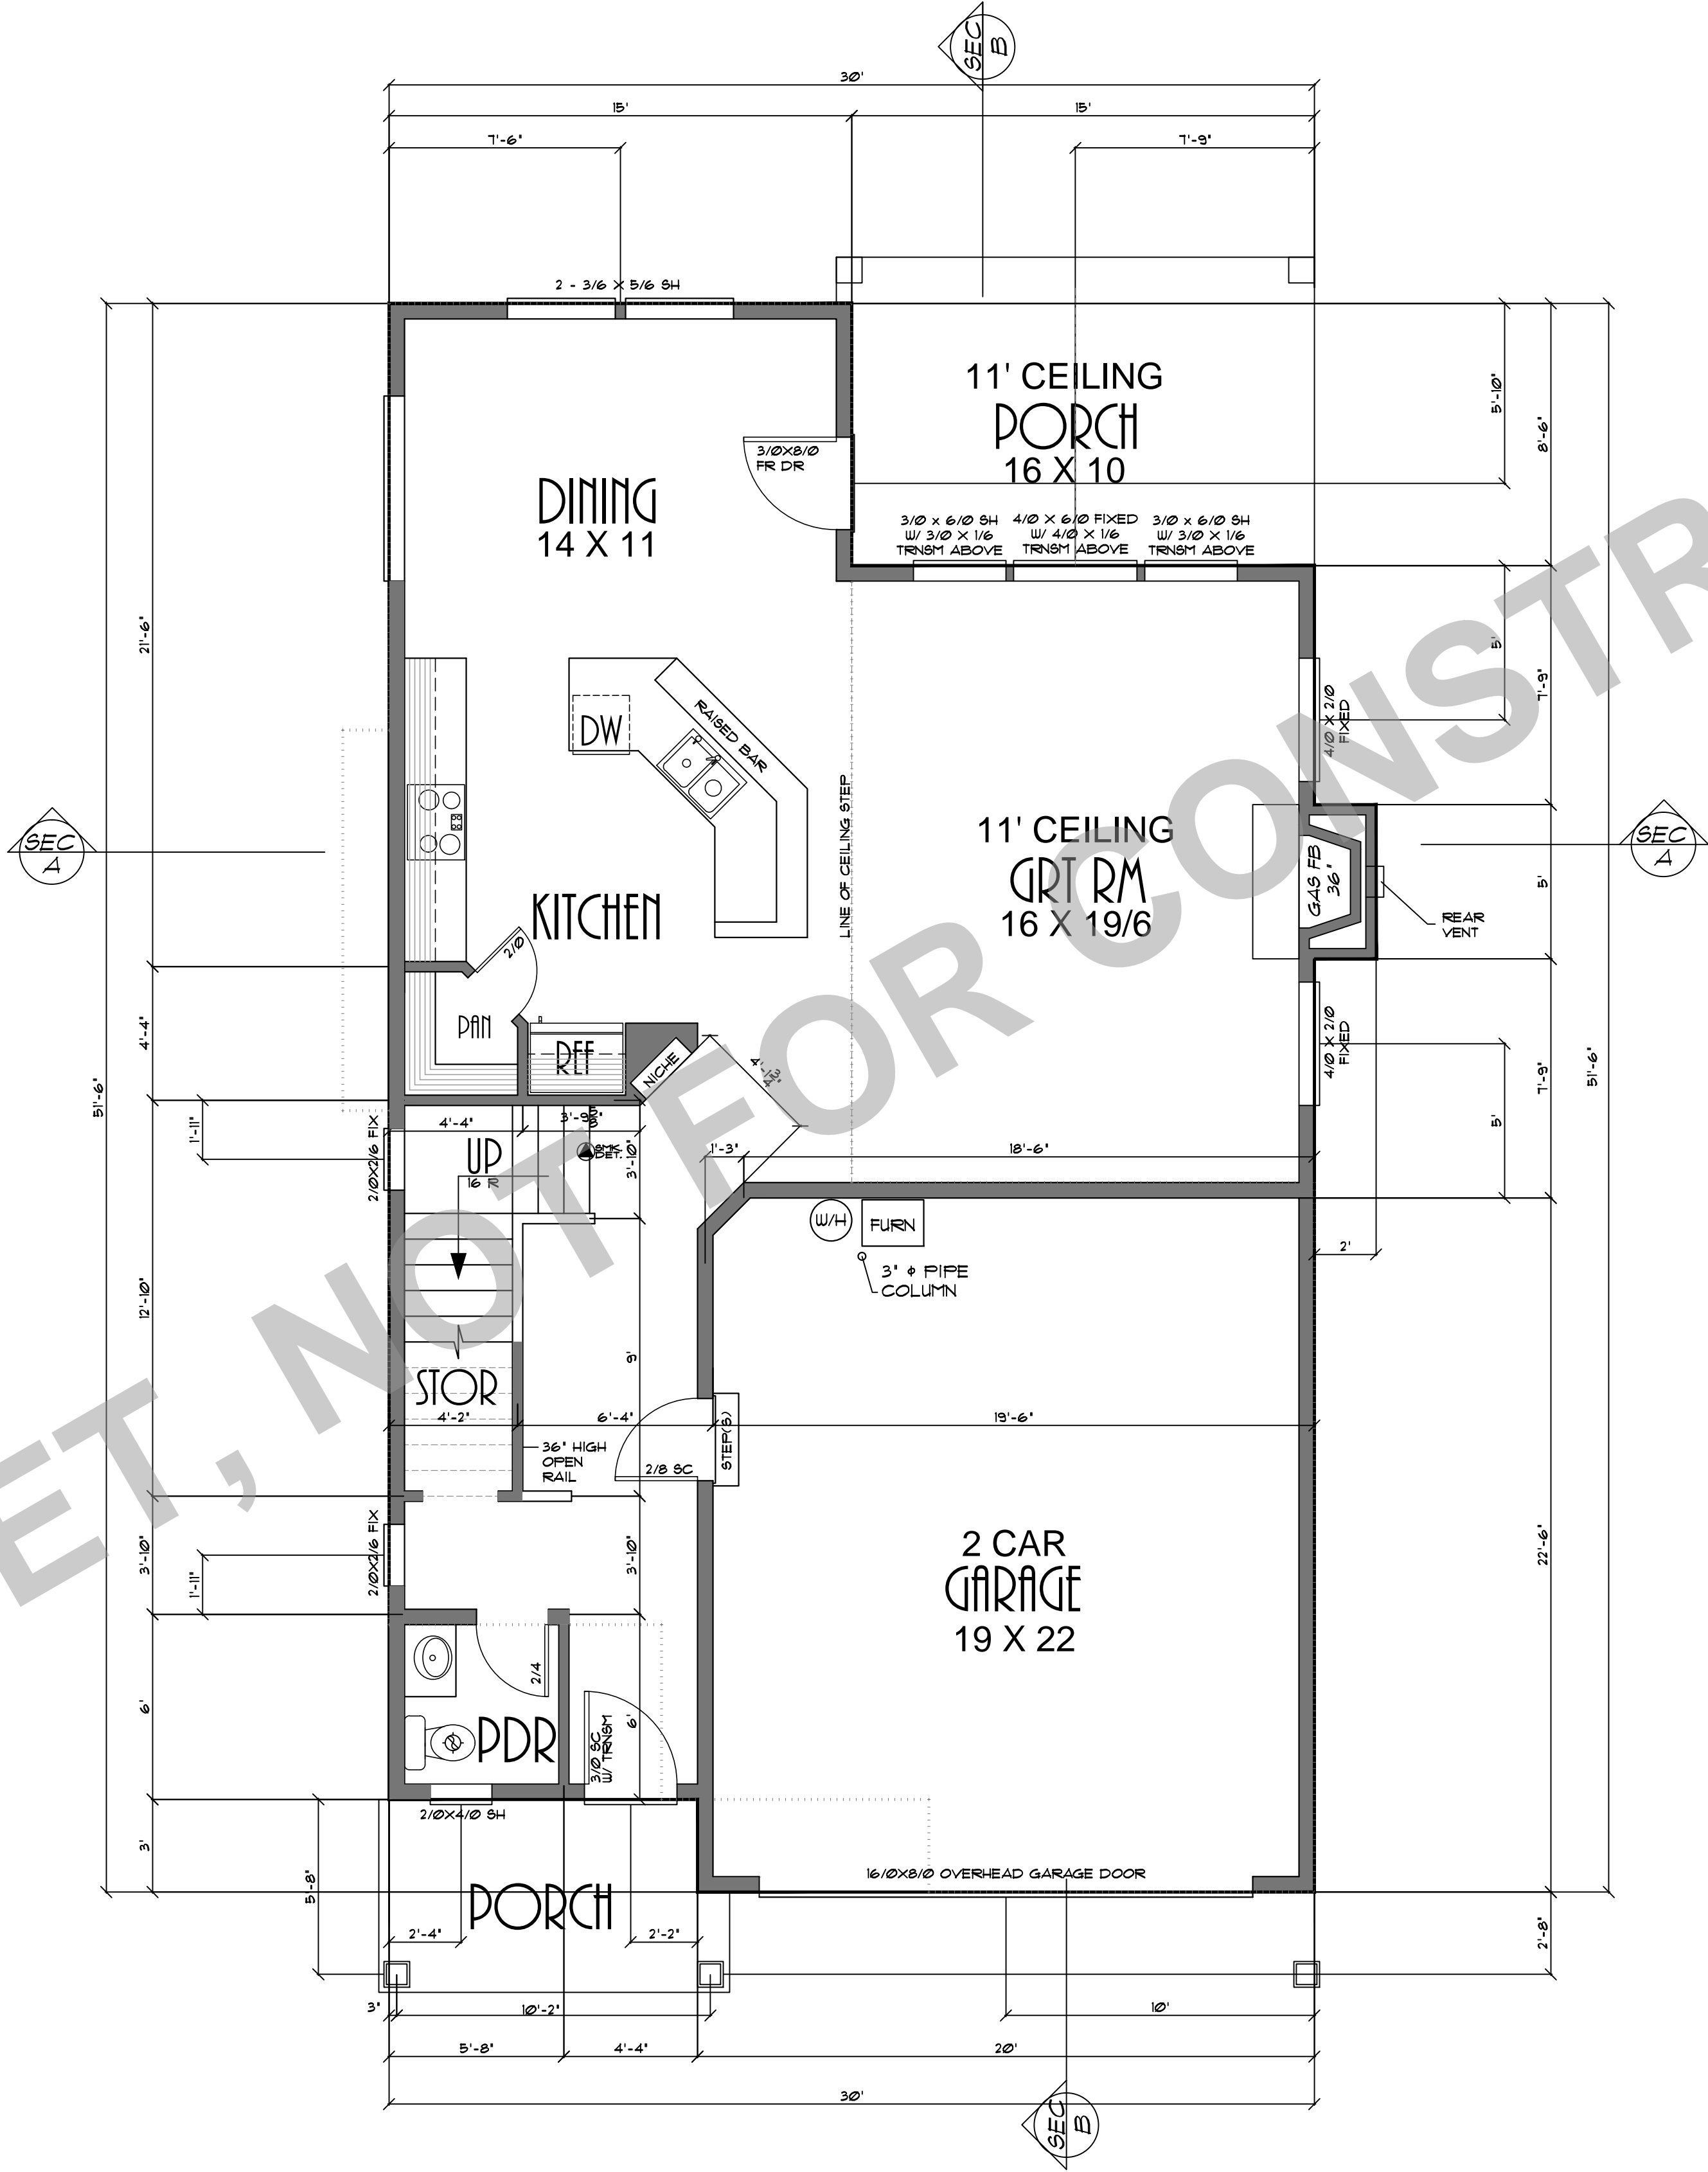 SEC
B
30'
15'
15'
7'-6"
7'-9"
2 - 3/6 X 5/6 SH
11' CEILING
PORCH
16 X 10
5'-10"
8'-6"
3/0X8/0
FR DR
DINING
14 X 11
3/0 x 6/0 SH
W/ 3/0 X 1/6
TRNSM ABOVE
4/0 X 6/0 FIXED
W/ 4/0 X 1/6
TRNSM ABOVE
3/0 x 6/0 SH
W/ 3/0 X 1/6
TRNSM ABOVE
21'-6"
5'
7'-9"
4/0 X 2/0
FIXED
DW
RAISED BAR
LINE OF CEILING STEP
SEC
A
11' CEILING
GRT RM
16 X 19/6
GAS FB
36"
5'
SEC
A
REAR
VENT
KITCHEN
2/0
PAN
REF
NICHE
4'-4"
4/0 X 2/0
FIXED
7'-9"
5'
51'-6"
51'-6"
1'-11"
2/0X2/6 FIX
4'-4"
UP
16 R
3'-10"
1'-3"
18'-6"
W/H
FURN
3" φ PIPE
COLUMN
2'
12'-10"
9'
STOR
4'-2"
6'-4"
19'-6"
36" HIGH
OPEN
RAIL
2/8 SC
STEP(S)
2 CAR
GARAGE
19 X 22
22'-6"
3'-10"
1'-11"
2/0X2/6 FIX
3'-10"
2/4
PDR
3/0 SC
W/ TRNSM
6'
6'
2/0X4/0 SH
3'
5'-8"
16/0X8/0 OVERHEAD GARAGE DOOR
PORCH
2'-4"
2'-2"
2'-8"
3"
10'-2"
10'
5'-8"
4'-4"
20'
30'
SEC
B
ET, NOT FOR CONSTR